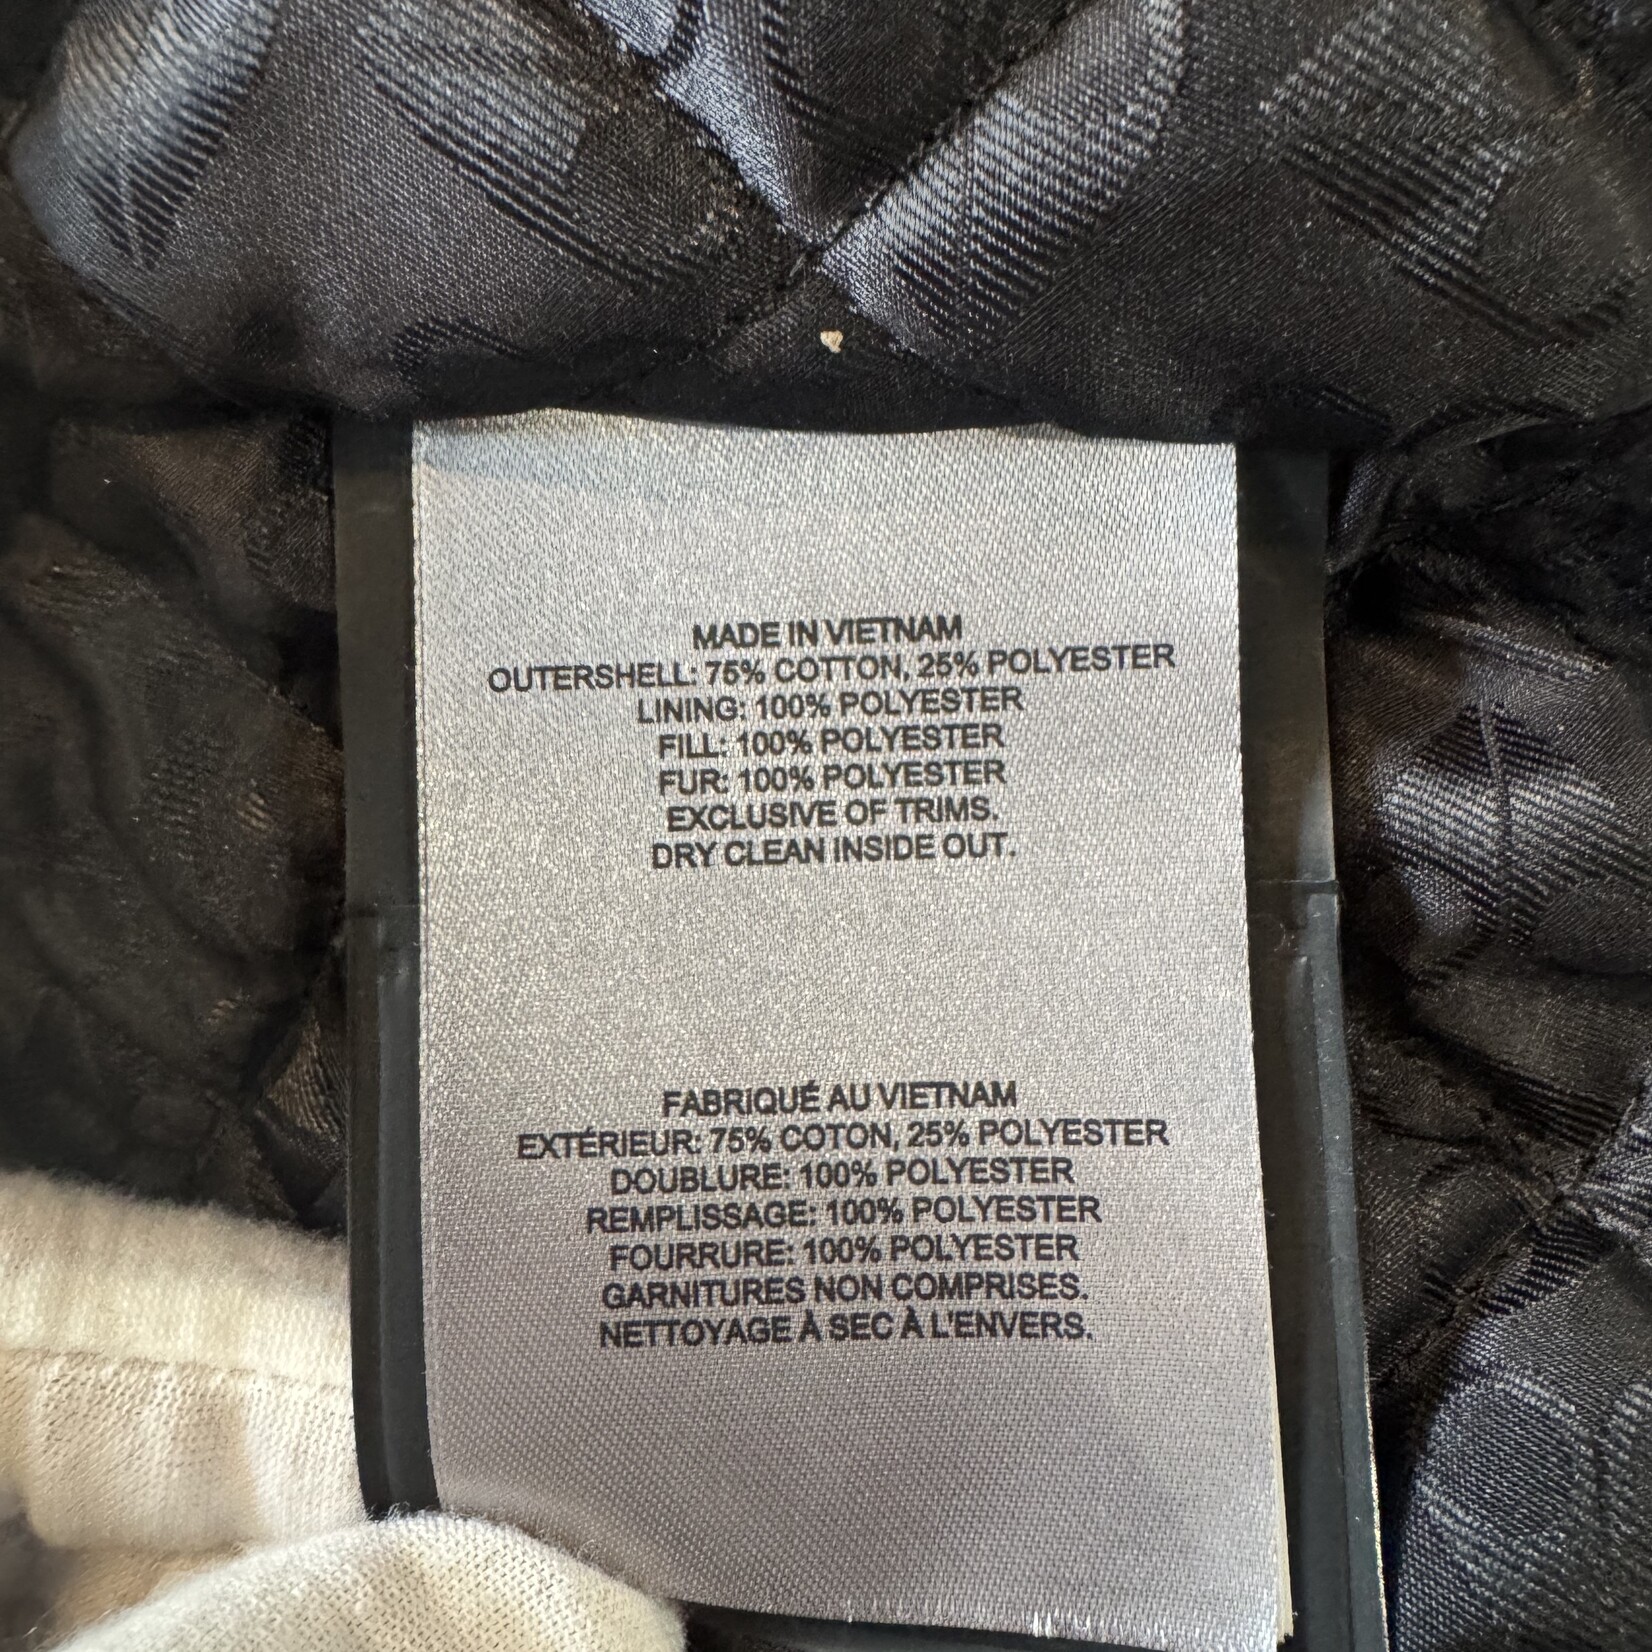 MADE IN VIETNAM
OUTERSHELL: 75% COTTON, 25% POLYESTER
LINING: 100% POLYESTER
FILL: 100% POLYESTER
FUR: 100% POLYESTER
EXCLUSIVE OF TRIMS.
DRY CLEAN INSIDE OUT.
FABRIQUÉ AU VIETNAM
EXTÉRIEUR: 75% COTON, 25% POLYESTER
DOUBLURE: 100% POLYESTER
REMPLISSAGE: 100% POLYESTER
FOURRURE: 100% POLYESTER
GARNITURES NON COMPRISES.
NETTOYAGE À SEC À L'ENVERS.